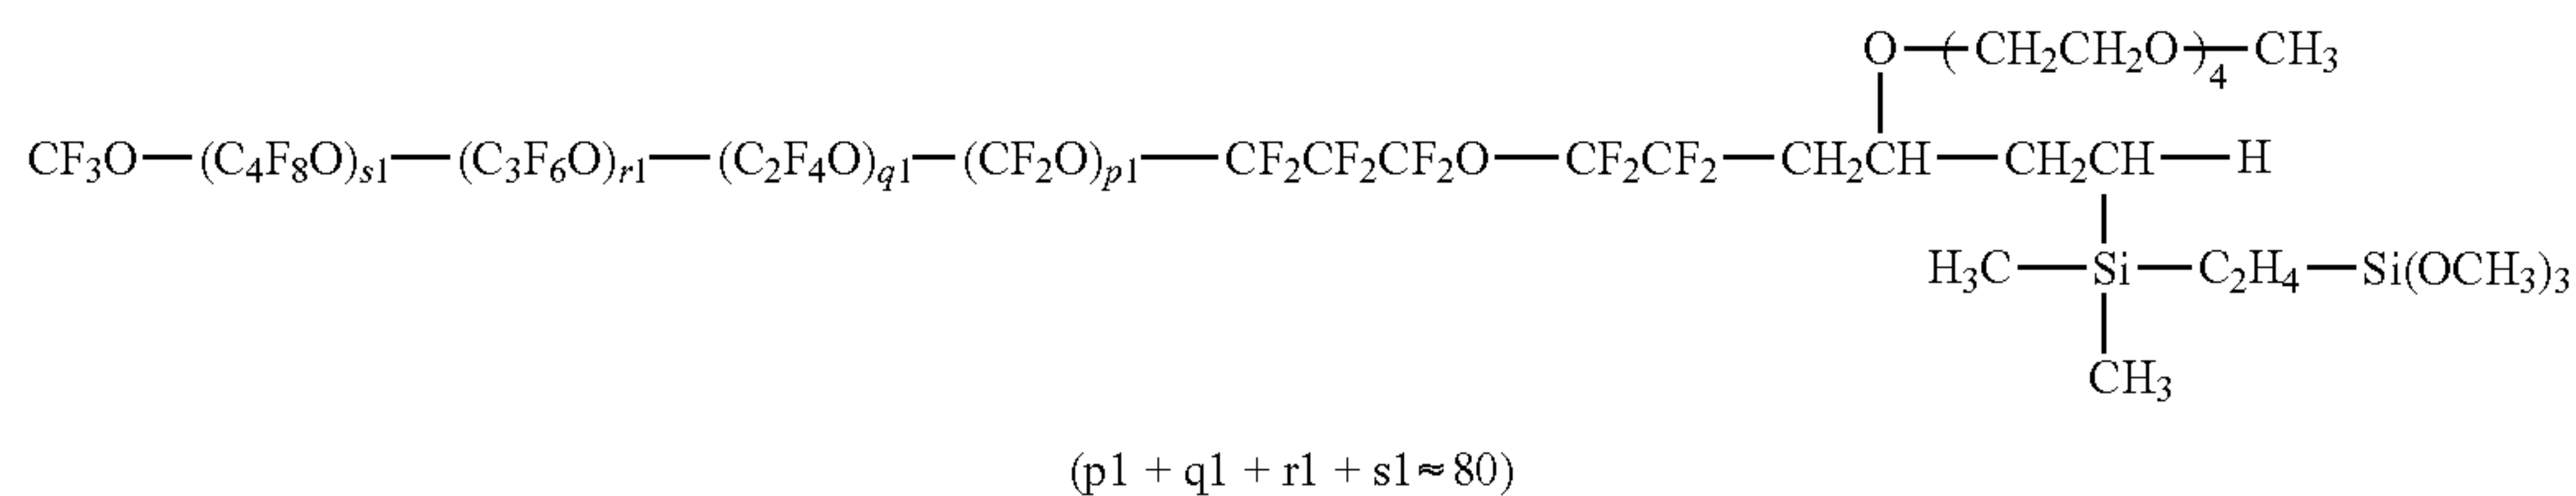 O—(CH₂CH₂O)₄—CH₃
CF₃O—(C₄F₈O)s1—(C₃F₆O)r1—(C₂F₄O)q1—(CF₂O)p1—CF₂CF₂CF₂O—CF₂CF₂—CH₂CH—CH₂CH—H
H₃C—Si—C₂H₄—Si(OCH₃)₃
CH₃
(p1 + q1 + r1 + s1≈80)